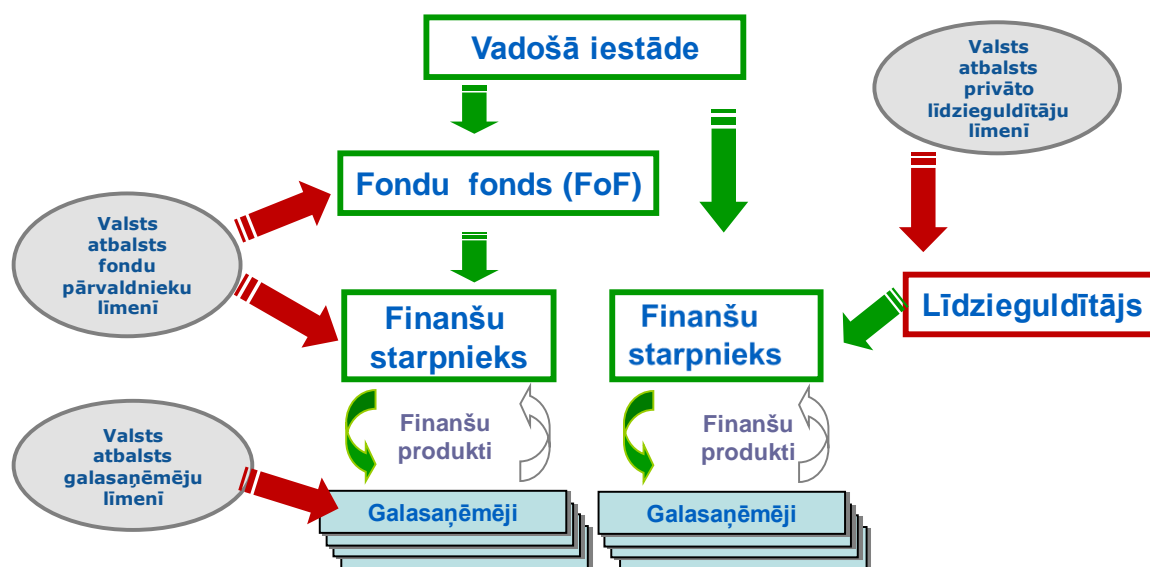 Vadošā iestāde
Valsts
atbalsts
privāto
līdzieguldītāju
līmenī
Fondu fonds (FoF)
Valsts
atbalsts
fondu
pārvaldnieku
līmenī
Finanšu
starpnieks
Finanšu
starpnieks
Līdzieguldītājs
Finanšu
produkti
Finanšu
produkti
Valsts
atbalsts
galasaņēmēju
līmenī
Galasaņēmēji
Galasaņēmēji